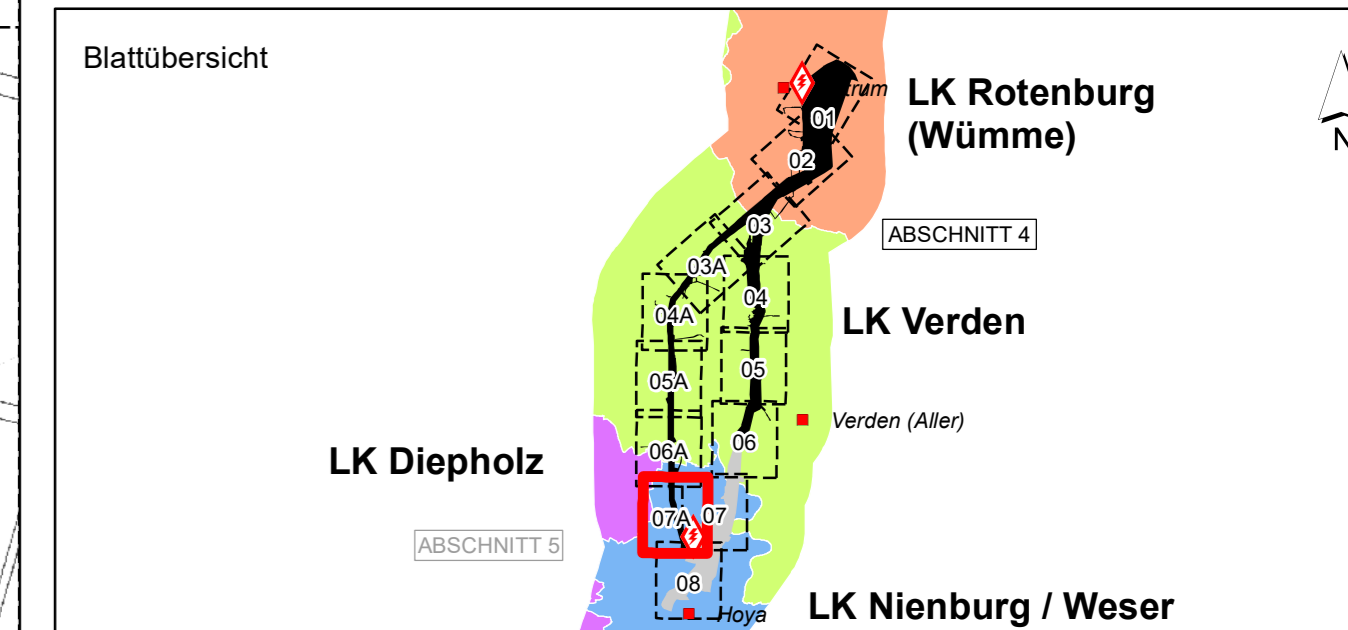 Blattübersicht
LK Rotenburg
(Wümme)
N
01
02
ABSCHNITT 4
03
03A
04
04A
LK Verden
05
05A
Verden (Aller)
06
06A
LK Diepholz
07A
07
ABSCHNITT 5
08
Hoya
LK Nienburg / Weser